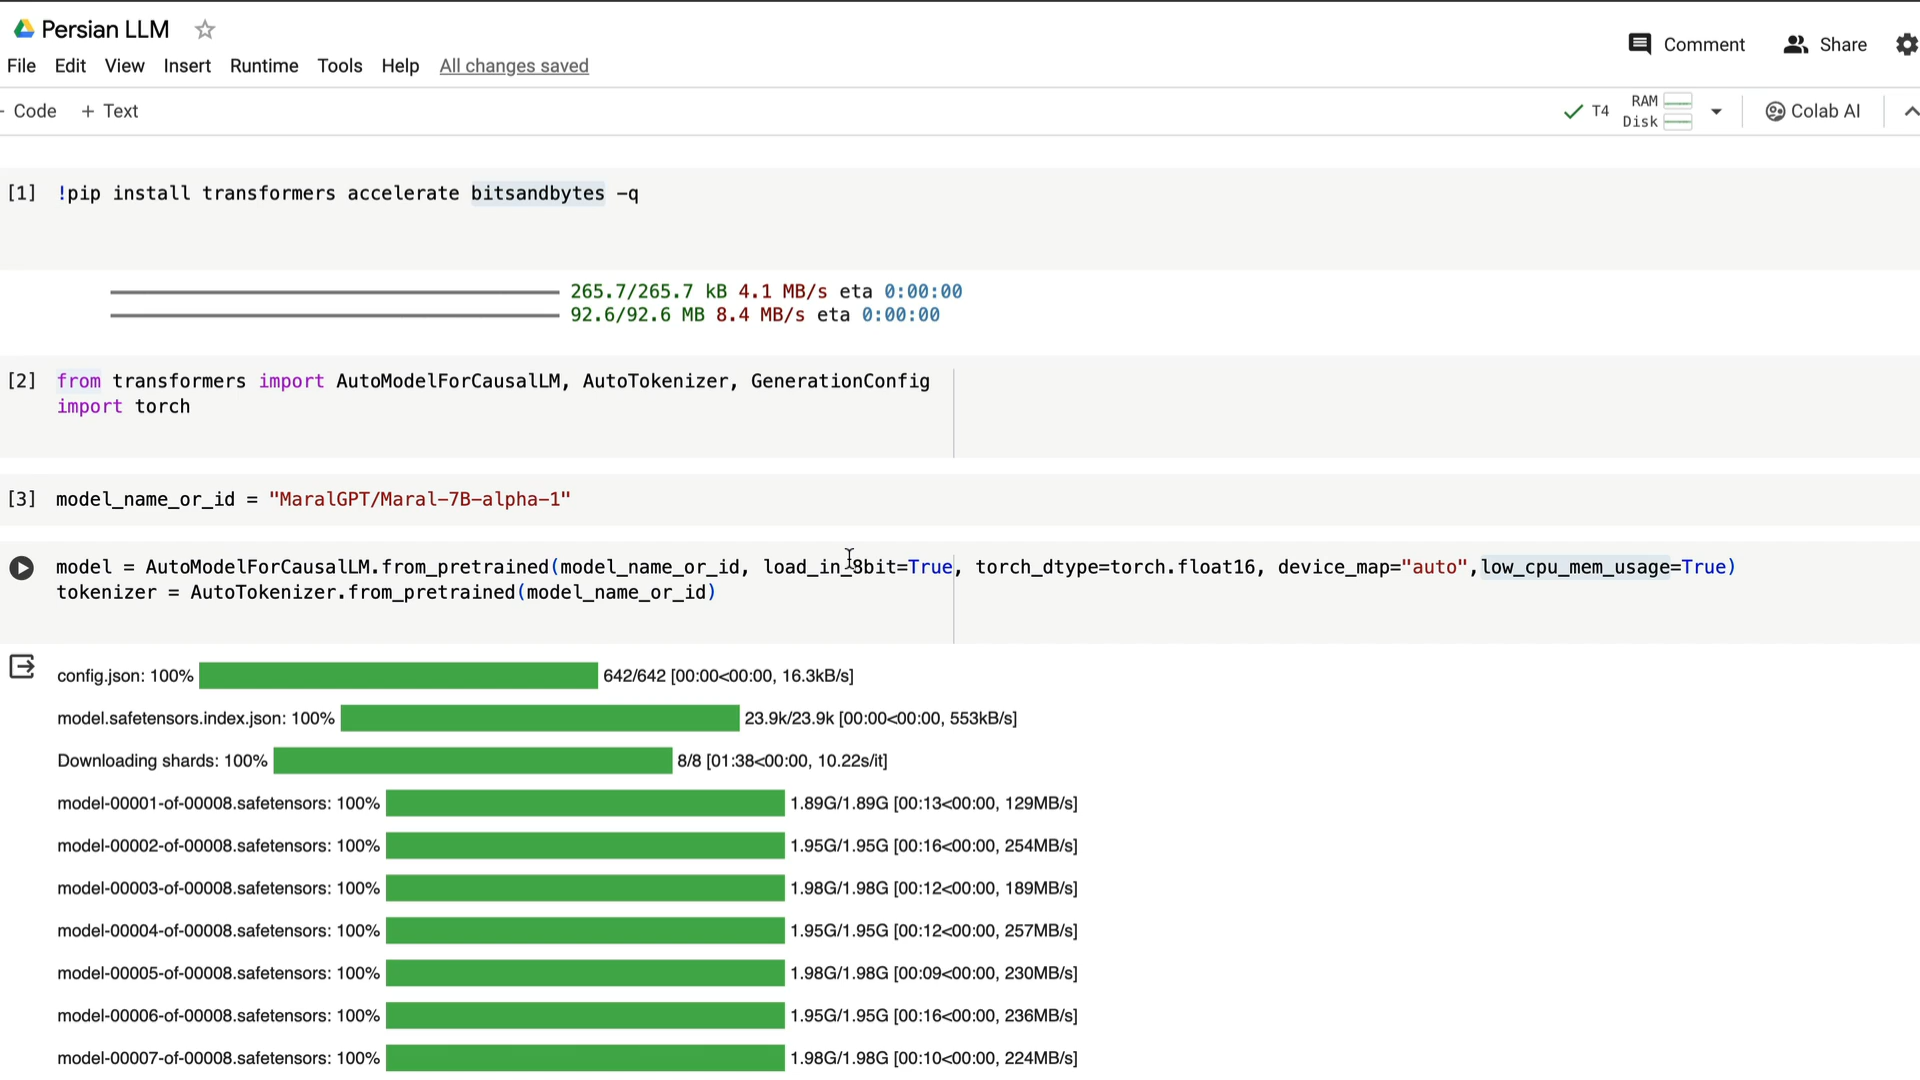 Persian LLM
Comment
Share
File Edit View Insert Runtime Tools Help All changes saved
Code + Text
T4
RAM
Disk
Colab AI
[1] !pip install transformers accelerate bitsandbytes -q
265.7/265.7 kB 4.1 MB/s eta 0:00:00
92.6/92.6 MB 8.4 MB/s eta 0:00:00
[2] from transformers import AutoModelForCausalLM, AutoTokenizer, GenerationConfig
import torch
[3] model_name_or_id = "MaralGPT/Maral-7B-alpha-1"
model = AutoModelForCausalLM.from_pretrained(model_name_or_id, load_in_8bit=True, torch_dtype=torch.float16, device_map="auto",low_cpu_mem_usage=True)
tokenizer = AutoTokenizer.from_pretrained(model_name_or_id)
config.json: 100% 642/642 [00:00<00:00, 16.3kB/s]
model.safetensors.index.json: 100% 23.9k/23.9k [00:00<00:00, 553kB/s]
Downloading shards: 100% 8/8 [01:38<00:00, 10.22s/it]
model-00001-of-00008.safetensors: 100% 1.89G/1.89G [00:13<00:00, 129MB/s]
model-00002-of-00008.safetensors: 100% 1.95G/1.95G [00:16<00:00, 254MB/s]
model-00003-of-00008.safetensors: 100% 1.98G/1.98G [00:12<00:00, 189MB/s]
model-00004-of-00008.safetensors: 100% 1.95G/1.95G [00:12<00:00, 257MB/s]
model-00005-of-00008.safetensors: 100% 1.98G/1.98G [00:09<00:00, 230MB/s]
model-00006-of-00008.safetensors: 100% 1.95G/1.95G [00:16<00:00, 236MB/s]
model-00007-of-00008.safetensors: 100% 1.98G/1.98G [00:10<00:00, 224MB/s]